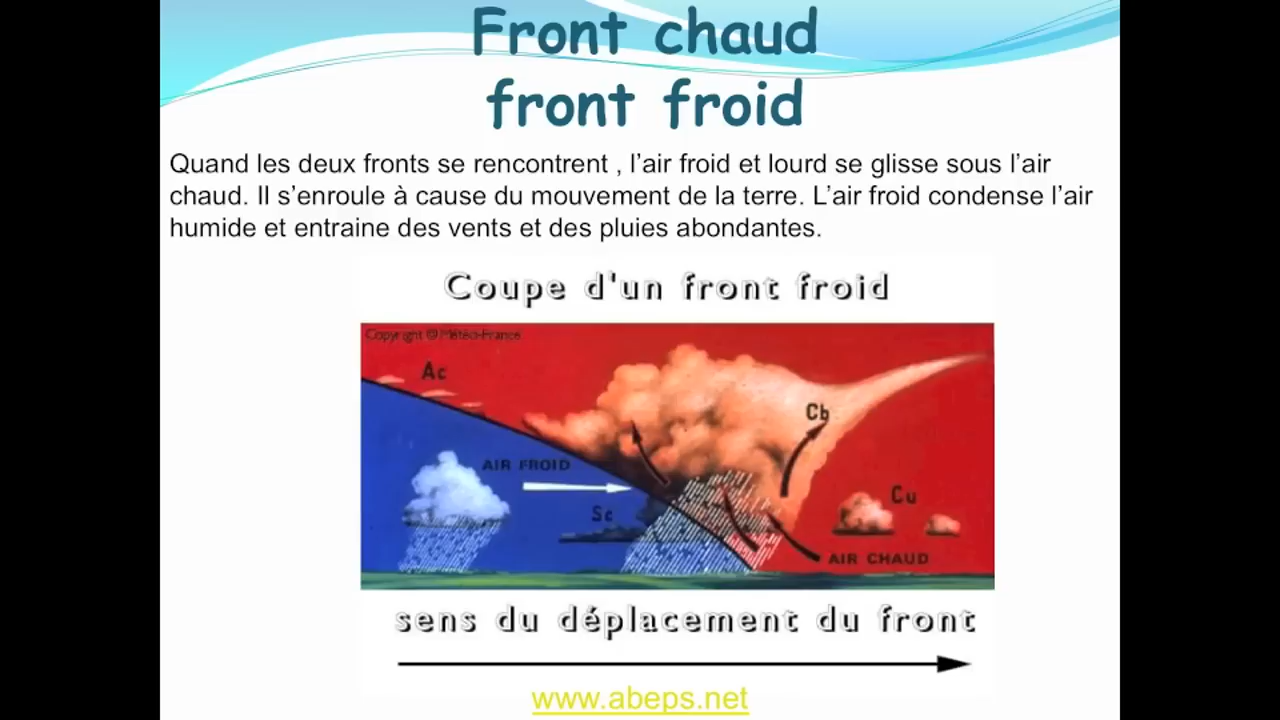 Front chaud
front froid
Quand les deux fronts se rencontrent , l’air froid et lourd se glisse sous l’air
chaud. Il s’enroule à cause du mouvement de la terre. L’air froid condense l’air
humide et entraine des vents et des pluies abondantes.
Coupe d'un front froid
Copyright © Météo-France
Ac
Cb
AIR FROID
Cu
Sc
AIR CHAUD
sens du déplacement du front
www.abeps.net